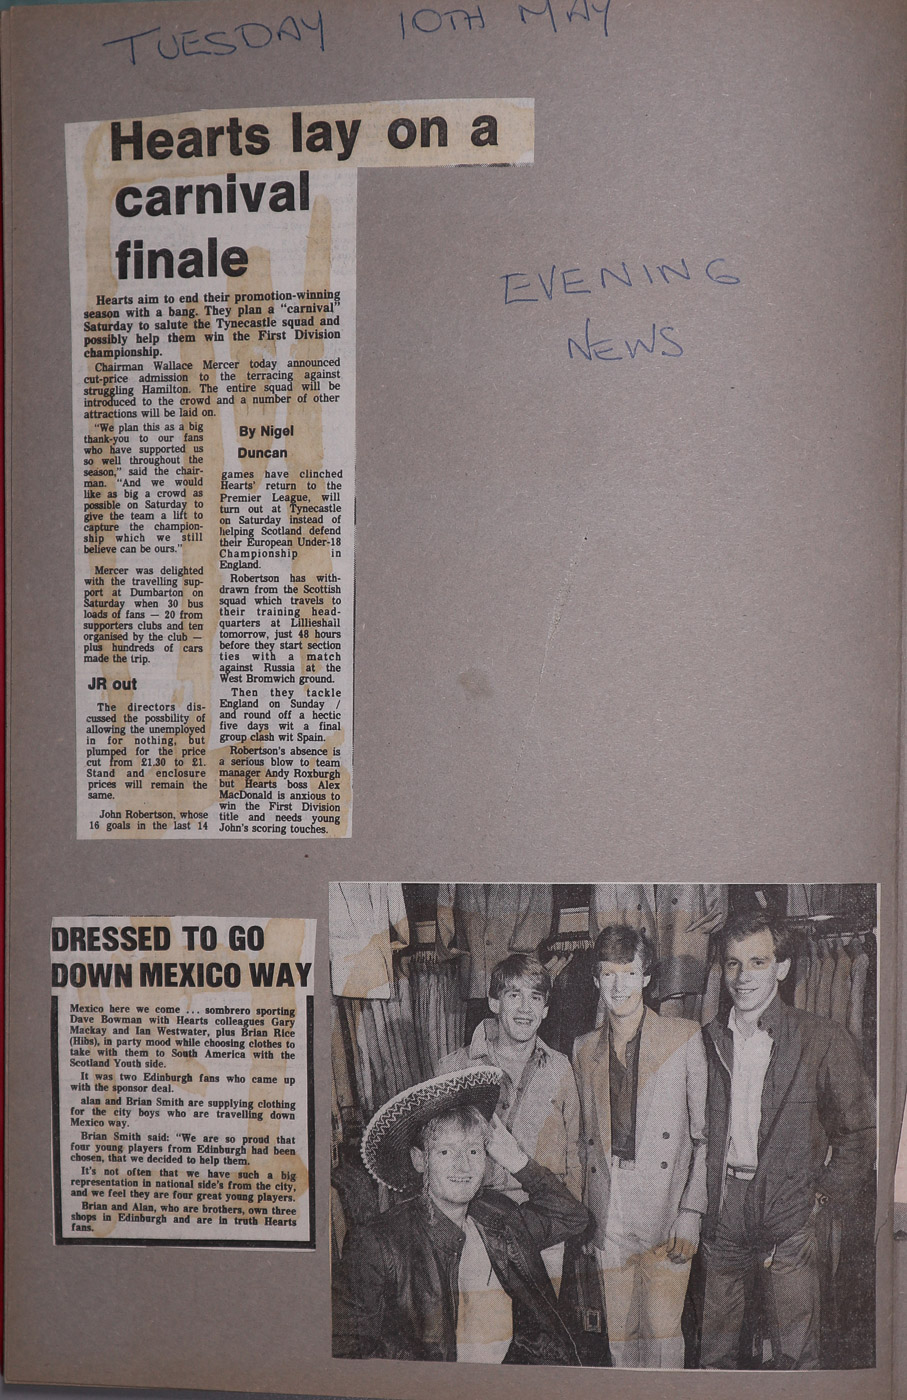 TUESDAY 10TH MAY
Hearts lay on a
carnival
finale
EVENING
NEWS
Hearts aim to end their promotion-winning
season with a bang. They plan a "carnival"
Saturday to salute the Tynecastle squad and
possibly help them win the First Division
championship.
Chairman Wallace Mercer today announced
cut-price admission to the terracing against
struggling Hamilton. The entire squad will be
introduced to the crowd and a number of other
attractions will be laid on.
By Nigel
Duncan
"We plan this as a big
thank-you to our fans
who have supported us
so well throughout the
season," said the chair-
man. "And we would
like as big a crowd as
possible on Saturday to
give the team a lift to
capture the champion-
ship which we still
believe can be ours."
Mercer was delighted
with the travelling sup-
port at Dumbarton on
Saturday when 30 bus
loads of fans — 20 from
supporters clubs and ten
organised by the club —
plus hundreds of cars
made the trip.
JR out
The directors dis-
cussed the possbility of
allowing the unemployed
in for nothing, but
plumped for the price
cut from £1.30 to £1.
Stand and enclosure
prices will remain the
same.
John Robertson, whose
16 goals in the last 14
games have clinched
Hearts' return to the
Premier League, will
turn out at Tynecastle
on Saturday instead of
helping Scotland defend
their European Under-18
Championship in
England.
Robertson has with-
drawn from the Scottish
squad which travels to
their training head-
quarters at Lillieshall
tomorrow, just 48 hours
before they start section
ties with a match
against Russia at the
West Bromwich ground.
Then they tackle
England on Sunday /
and round off a hectic
five days wit a final
group clash wit Spain.
Robertson's absence is
a serious blow to team
manager Andy Roxburgh
but Hearts boss Alex
MacDonald is anxious to
win the First Division
title and needs young
John's scoring touches.
DRESSED TO GO
DOWN MEXICO WAY
Mexico here we come . . . sombrero sporting
Dave Bowman with Hearts colleagues Gary
Mackay and Ian Westwater, plus Brian Rice
(Hibs), in party mood while choosing clothes to
take with them to South America with the
Scotland Youth side.
It was two Edinburgh fans who came up
with the sponsor deal.
alan and Brian Smith are supplying clothing
for the city boys who are travelling down
Mexico way.
Brian Smith said: "We are so proud that
four young players from Edinburgh had been
chosen, that we decided to help them.
It's not often that we have such a big
representation in national side's from the city,
and we feel they are four great young players.
Brian and Alan, who are brothers, own three
shops in Edinburgh and are in truth Hearts
fans.